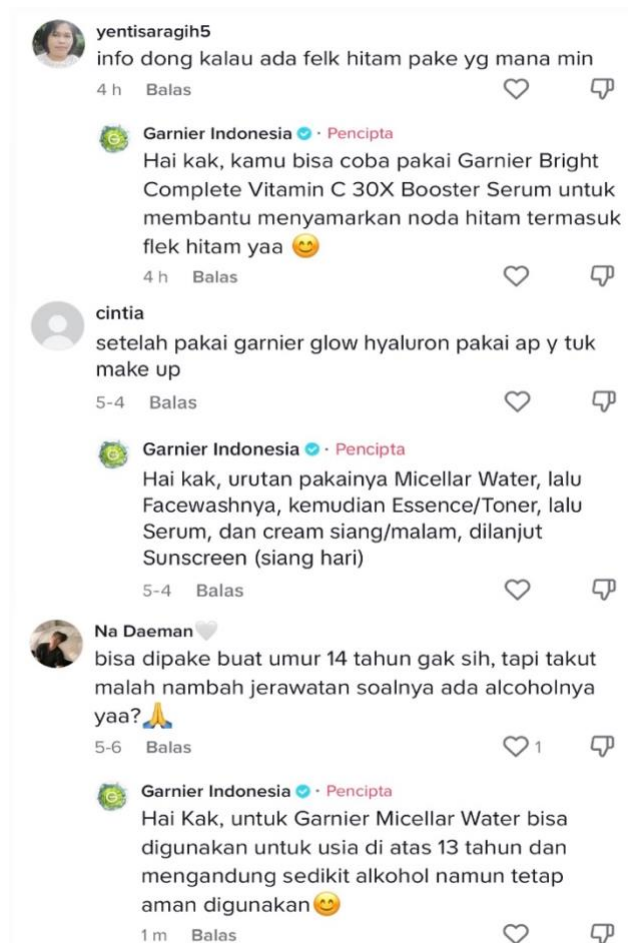 yentisaragih5
info dong kalau ada felk hitam pake yg mana min
4 h Balas
Garnier Indonesia · Pencipta
Hai kak, kamu bisa coba pakai Garnier Bright
Complete Vitamin C 30X Booster Serum untuk
membantu menyamarkan noda hitam termasuk
flek hitam yaa 😊
4 h Balas
cintia
setelah pakai garnier glow hyaluron pakai ap y tuk
make up
5-4 Balas
Garnier Indonesia · Pencipta
Hai kak, urutan pakainya Micellar Water, lalu
Facewashnya, kemudian Essence/Toner, lalu
Serum, dan cream siang/malam, dilanjut
Sunscreen (siang hari)
5-4 Balas
Na Daeman🤍
bisa dipake buat umur 14 tahun gak sih, tapi takut
malah nambah jerawatan soalnya ada alcoholnya
yaa?🙏
5-6 Balas 1
Garnier Indonesia · Pencipta
Hai Kak, untuk Garnier Micellar Water bisa
digunakan untuk usia di atas 13 tahun dan
mengandung sedikit alkohol namun tetap
aman digunakan😊
1 m Balas